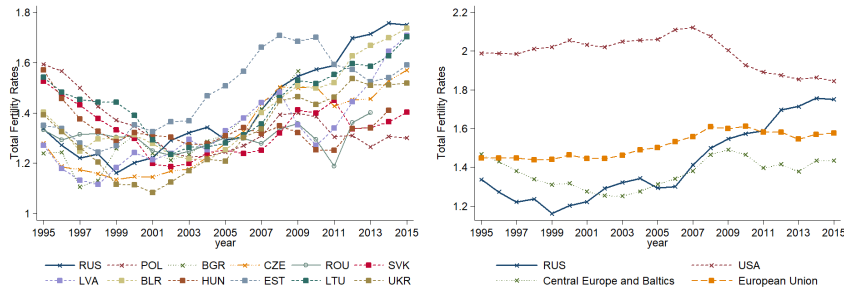 Total Fertility Rates
1.8
1.6
1.4
1.2
1
1995 1997 1999 2001 2003 2005 2007 2009 2011 2013 2015
year
RUS POL BGR CZE ROU SVK
LVA BLR HUN EST LTU UKR
Total Fertility Rates
2.2
2
1.8
1.6
1.4
1.2
1995 1997 1999 2001 2003 2005 2007 2009 2011 2013 2015
year
RUS USA
Central Europe and Baltics European Union